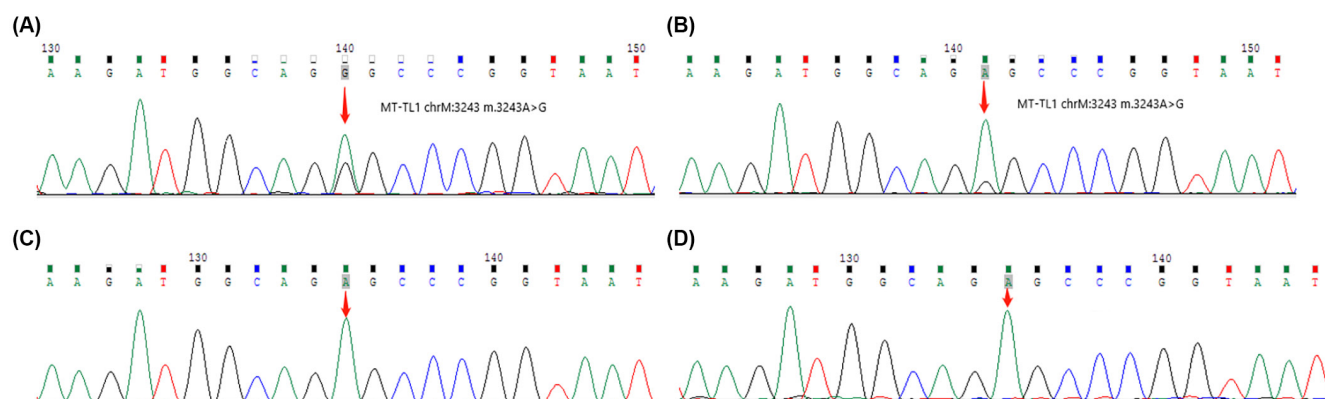 (A)
130 140 150
A A G A T G G C A G G G C C C G G T A A T
MT-TL1 chrM:3243 m.3243A>G
(B)
140 150
A A G A T G G C A G A G C C C G G T A A T
MT-TL1 chrM:3243 m.3243A>G
(C)
130 140
A A G A T G G C A G A G C C C G G T A A T
(D)
130 140
A A G A T G G C A G A G C C C G G T A A T